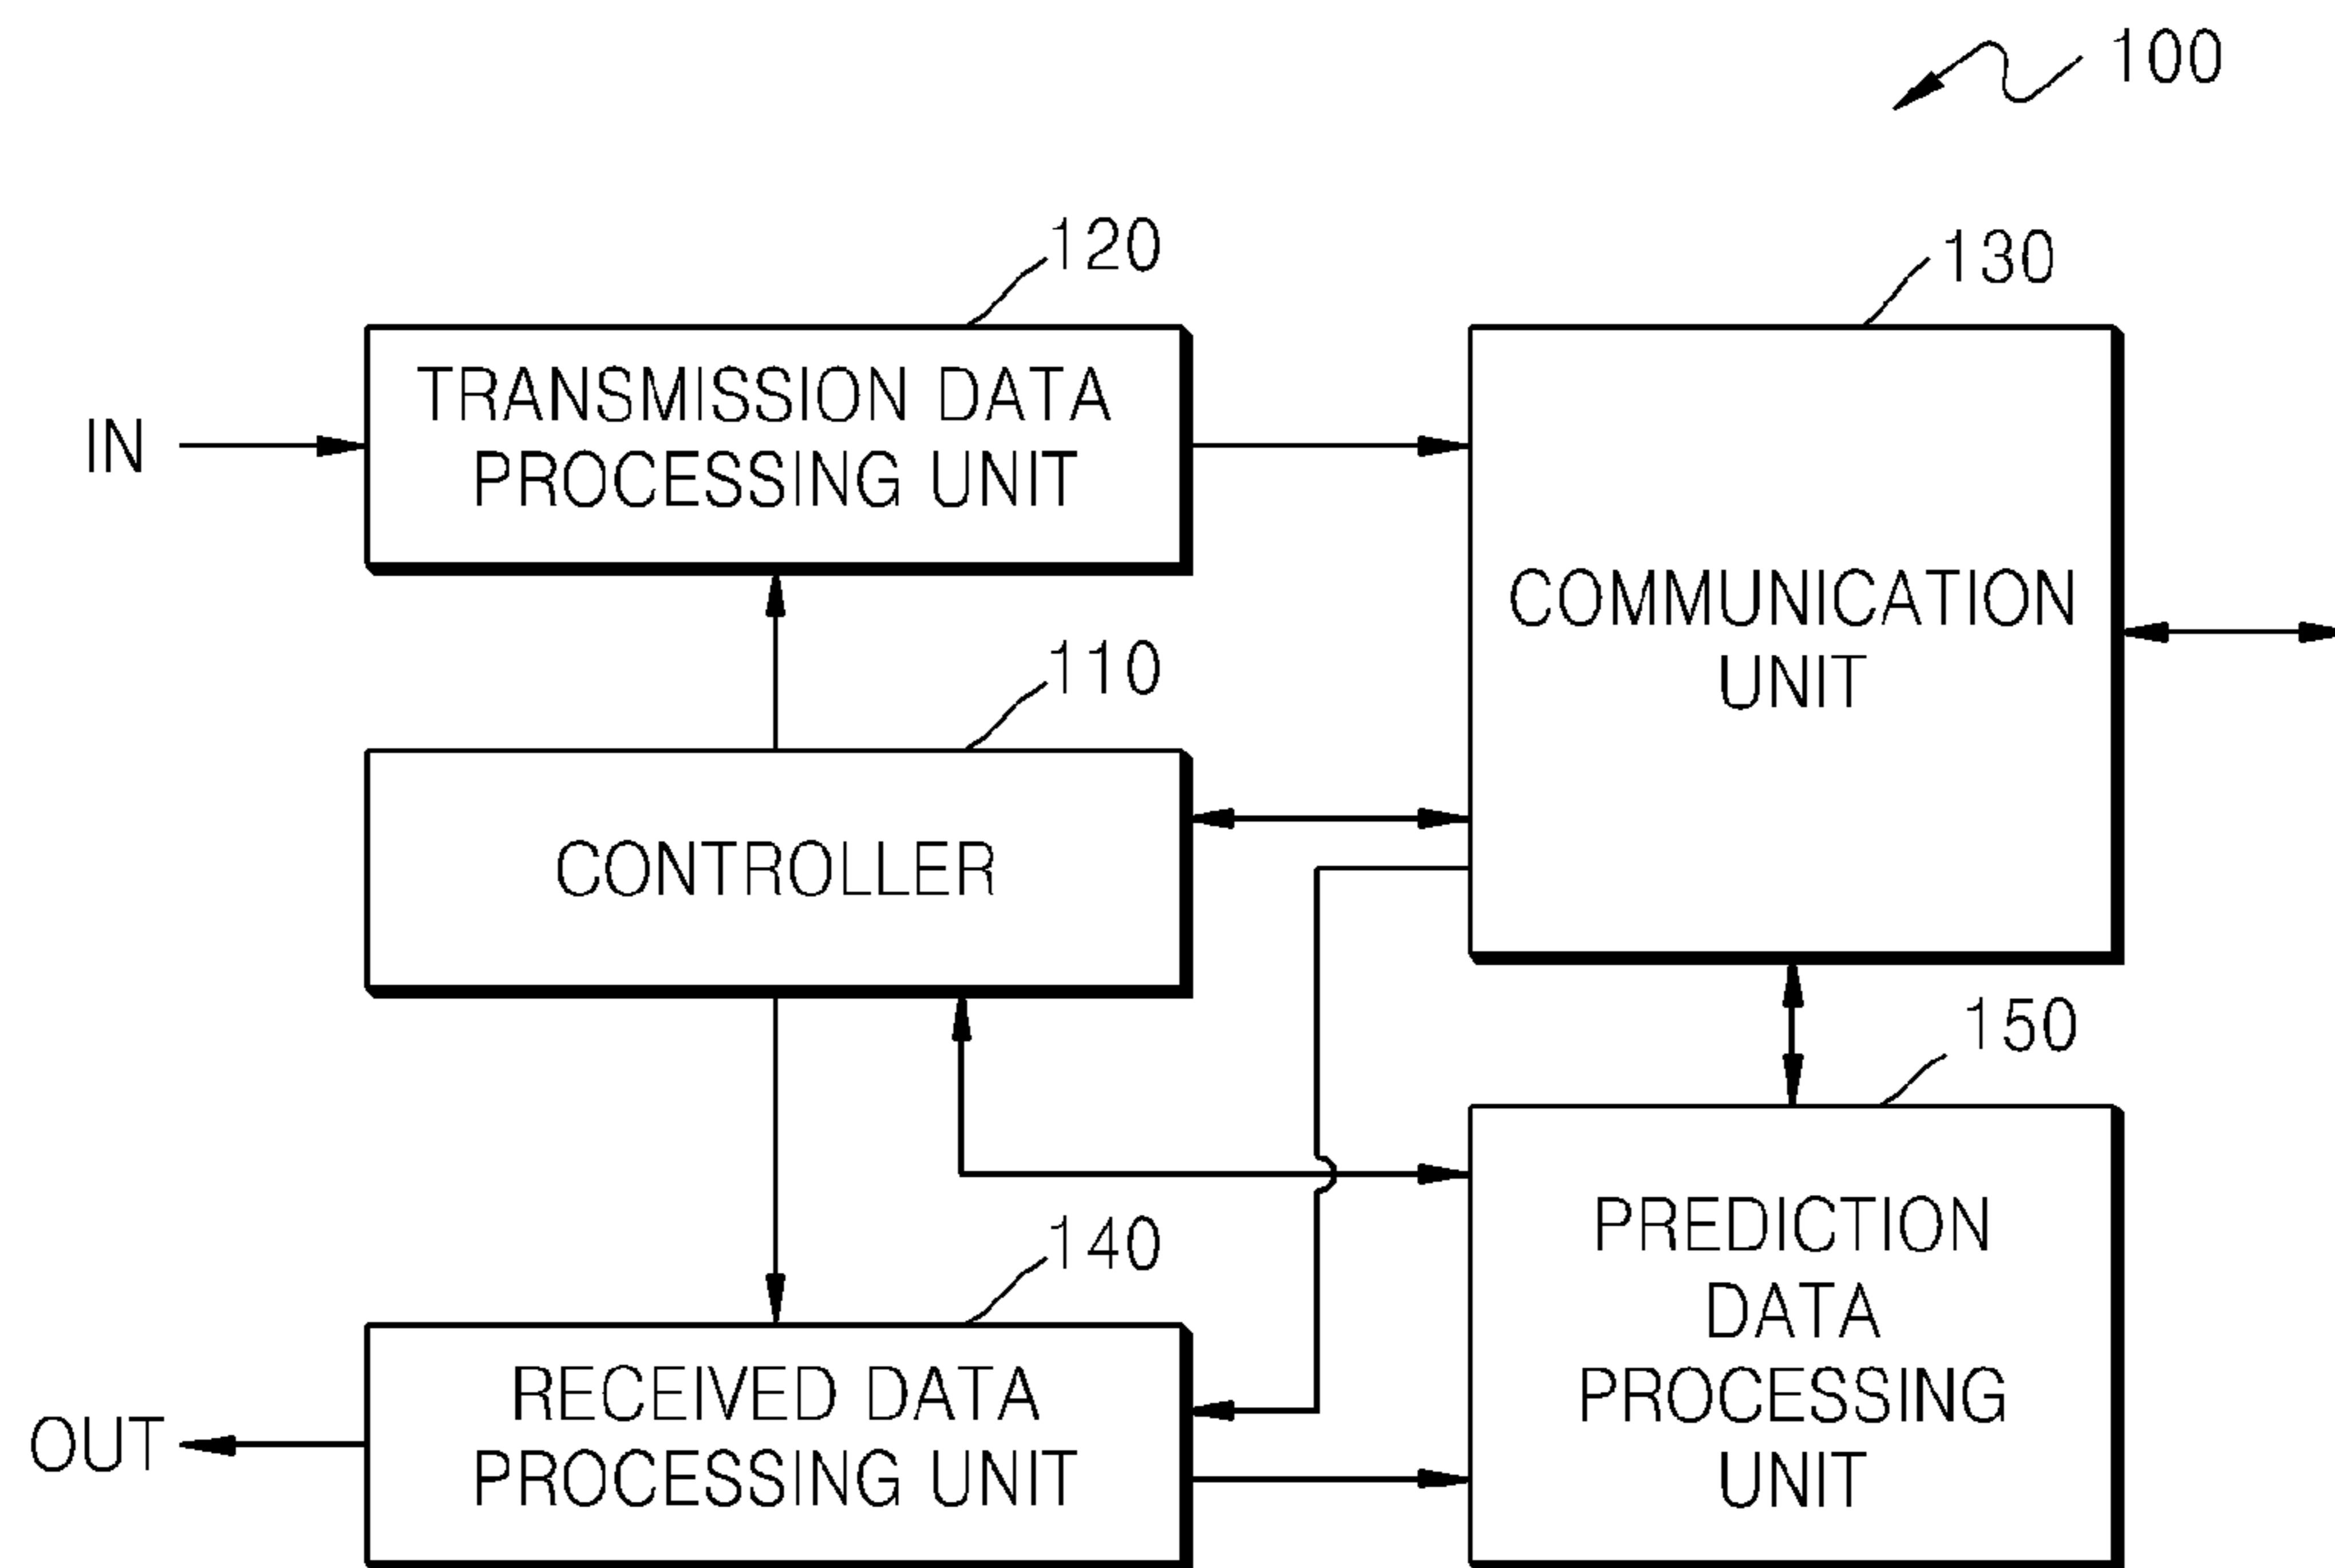 100
120
130
TRANSMISSION DATA
PROCESSING UNIT
IN
COMMUNICATION
UNIT
110
CONTROLLER
150
140
PREDICTION
DATA
PROCESSING
UNIT
RECEIVED DATA
PROCESSING UNIT
OUT